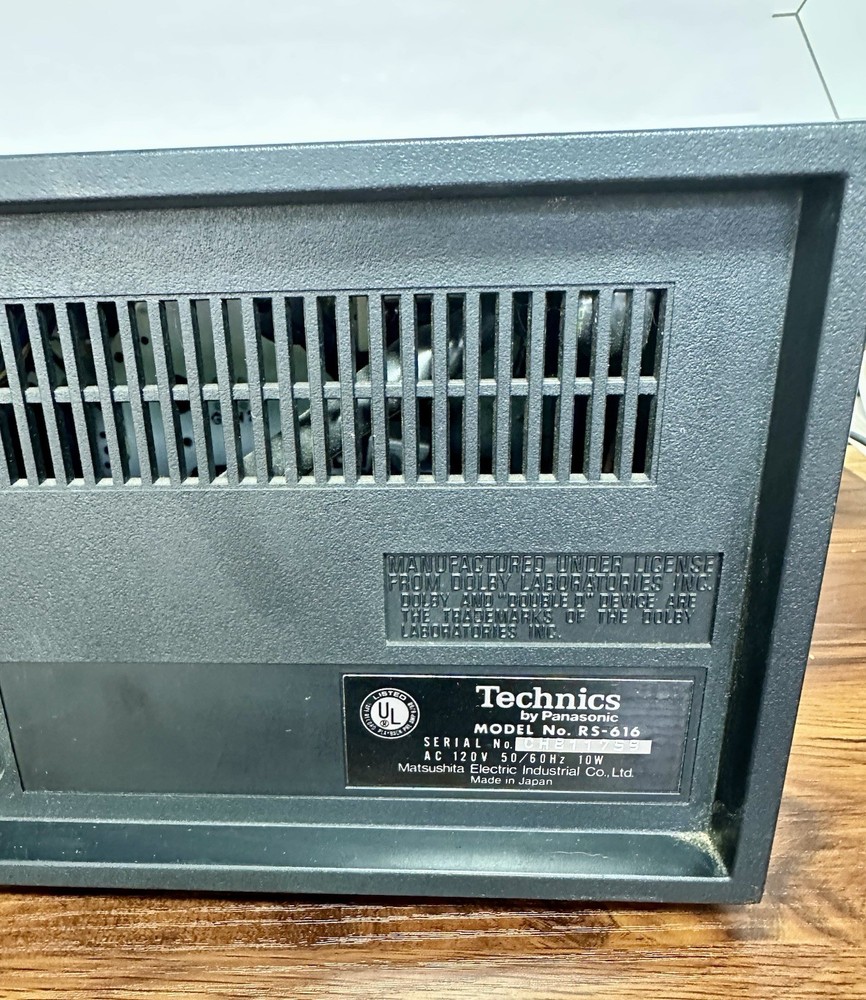 MANUFACTURED UNDER LICENSE
FROM DOLBY LABORATORIES INC.
DOLBY AND "DOUBLE D" DEVICE ARE
THE TRADEMARKS OF THE DOLBY
LABORATORIES INC.
LISTED
UL
Technics
by Panasonic
MODEL No. RS-616
SERIAL No.
AC 120V 50/60Hz 10W
Matsushita Electric Industrial Co., Ltd.
Made in Japan